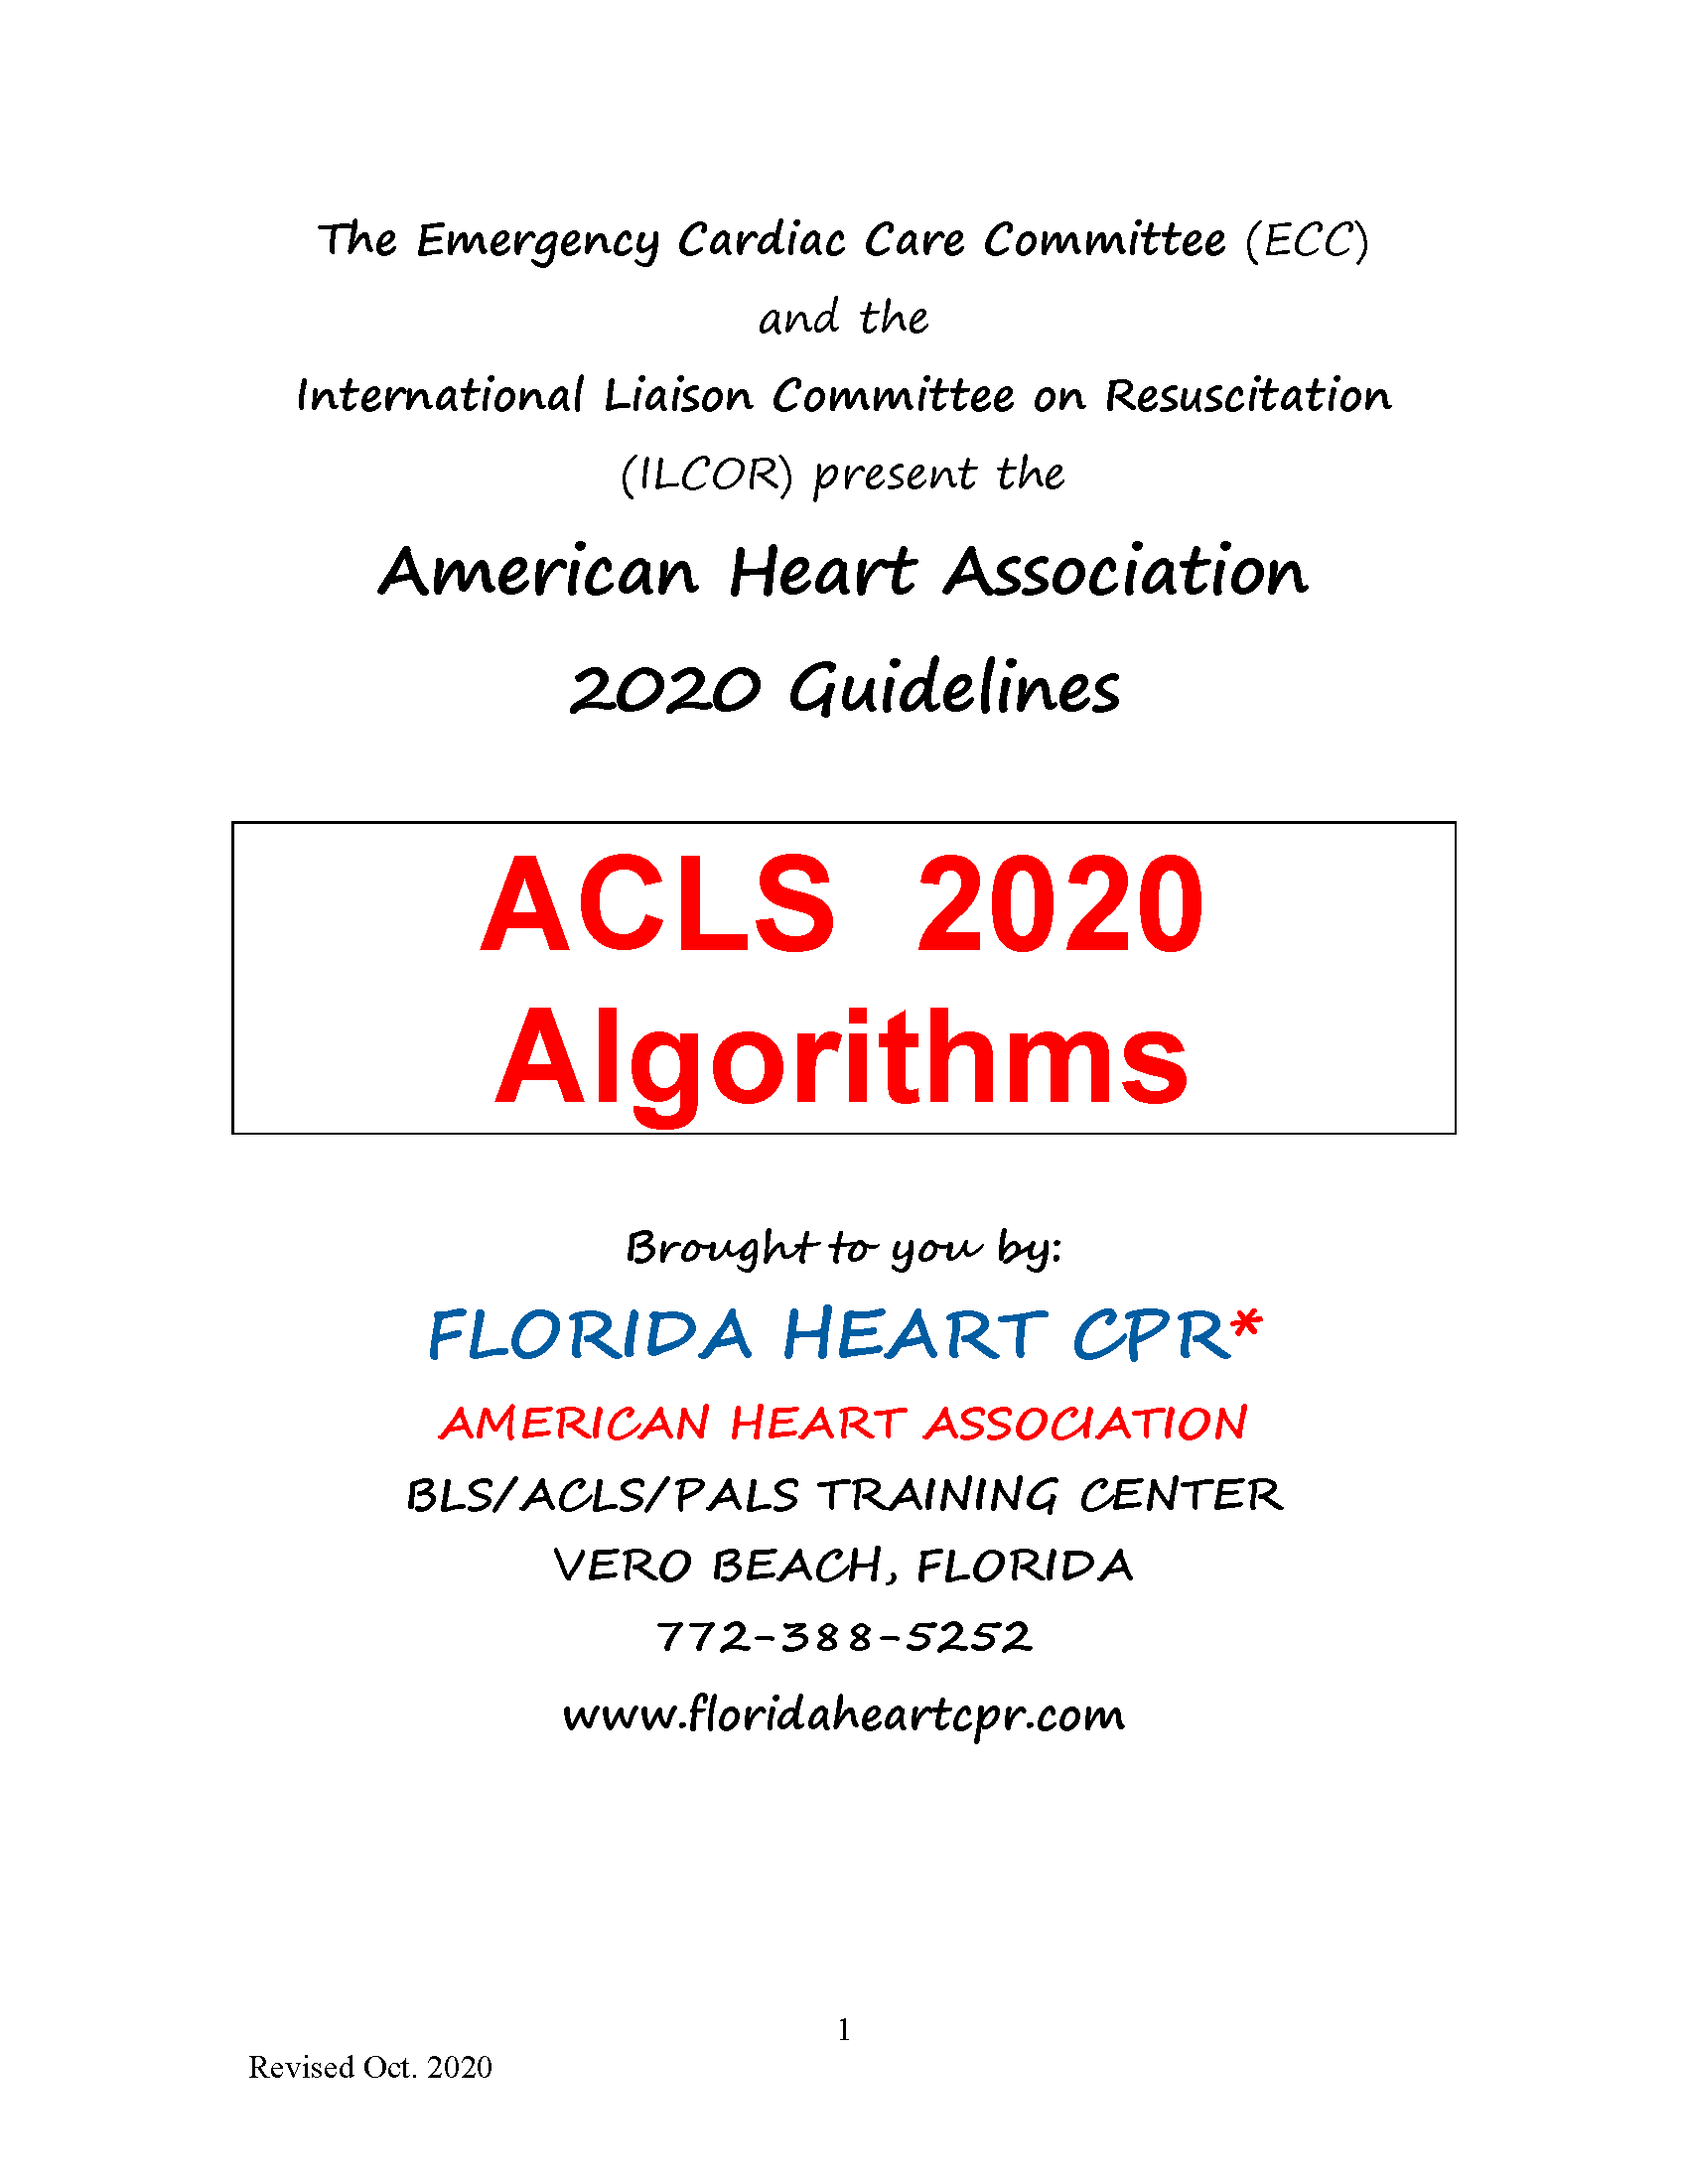 The Emergency Cardiac Care Committee (ECC)
and the
International Liaison Committee on Resuscitation
(ILCOR) present the
American Heart Association
2020 Guidelines
ACLS 2020
Algorithms
Brought to you by:
FLORIDA HEART CPR*
AMERICAN HEART ASSOCIATION
BLS/ACLS/PALS TRAINING CENTER
VERO BEACH, FLORIDA
772-388-5252
www.floridaheartcpr.com
1
Revised Oct. 2020